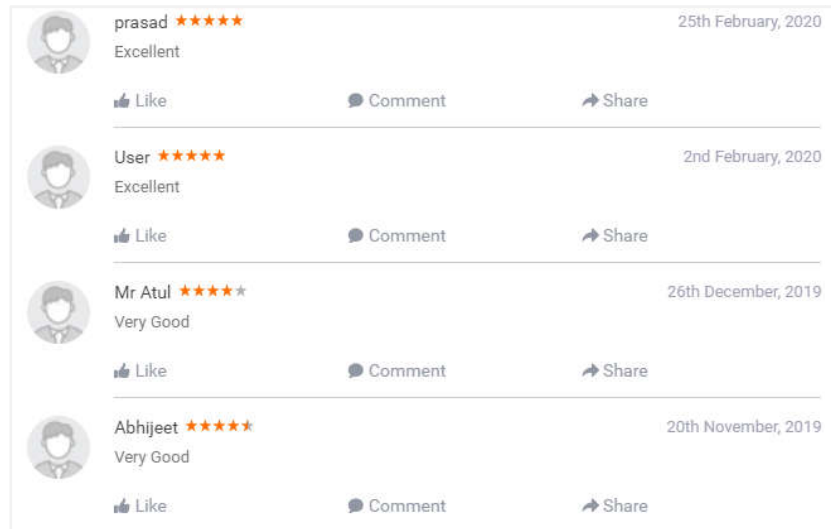 prasad ★★★★★ 25th February, 2020
Excellent
Like Comment Share
User ★★★★★ 2nd February, 2020
Excellent
Like Comment Share
Mr Atul ★★★★★ 26th December, 2019
Very Good
Like Comment Share
Abhijeet ★★★★★ 20th November, 2019
Very Good
Like Comment Share